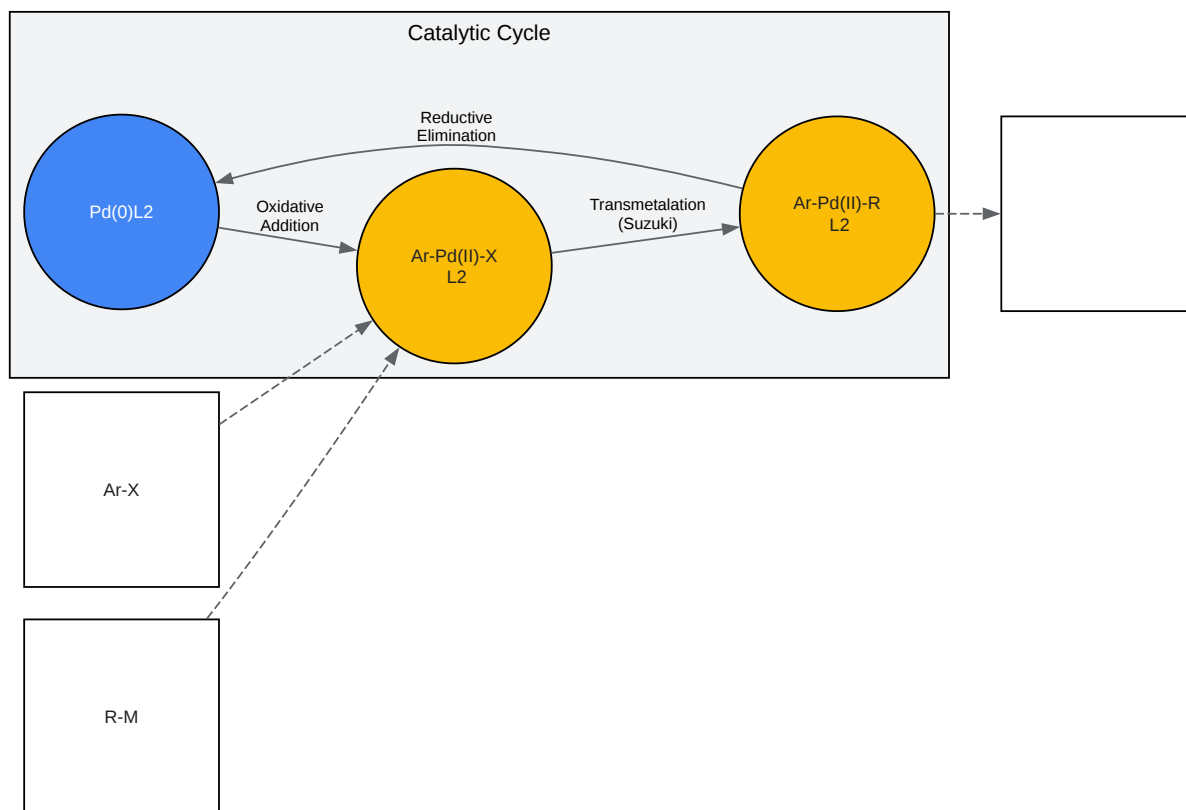 Catalytic Cycle
Reductive
Elimination
Pd(0)L2
Oxidative
Addition
Ar-Pd(II)-X
L2
Transmetalation
(Suzuki)
Ar-Pd(II)-R
L2
Ar-X
R-M